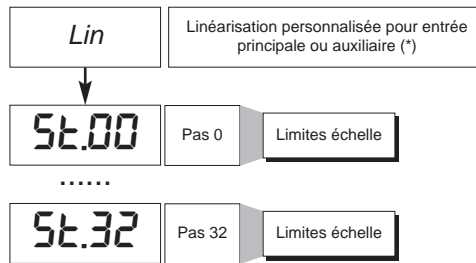 Lin
Linéarisation personnalisée pour entrée
principale ou auxiliaire (*)
St.00
Pas 0
Limites échelle
......
St.32
Pas 32
Limites échelle